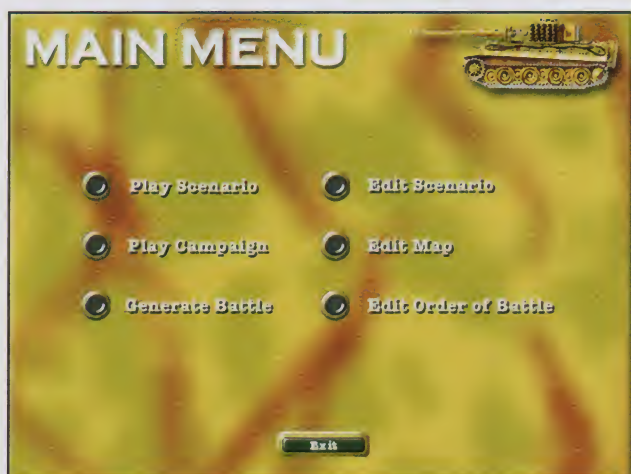 MAIN MENU
Play Scenario
Edit Scenario
Play Campaign
Edit Map
Generate Battle
Edit Order of Battle
Exit